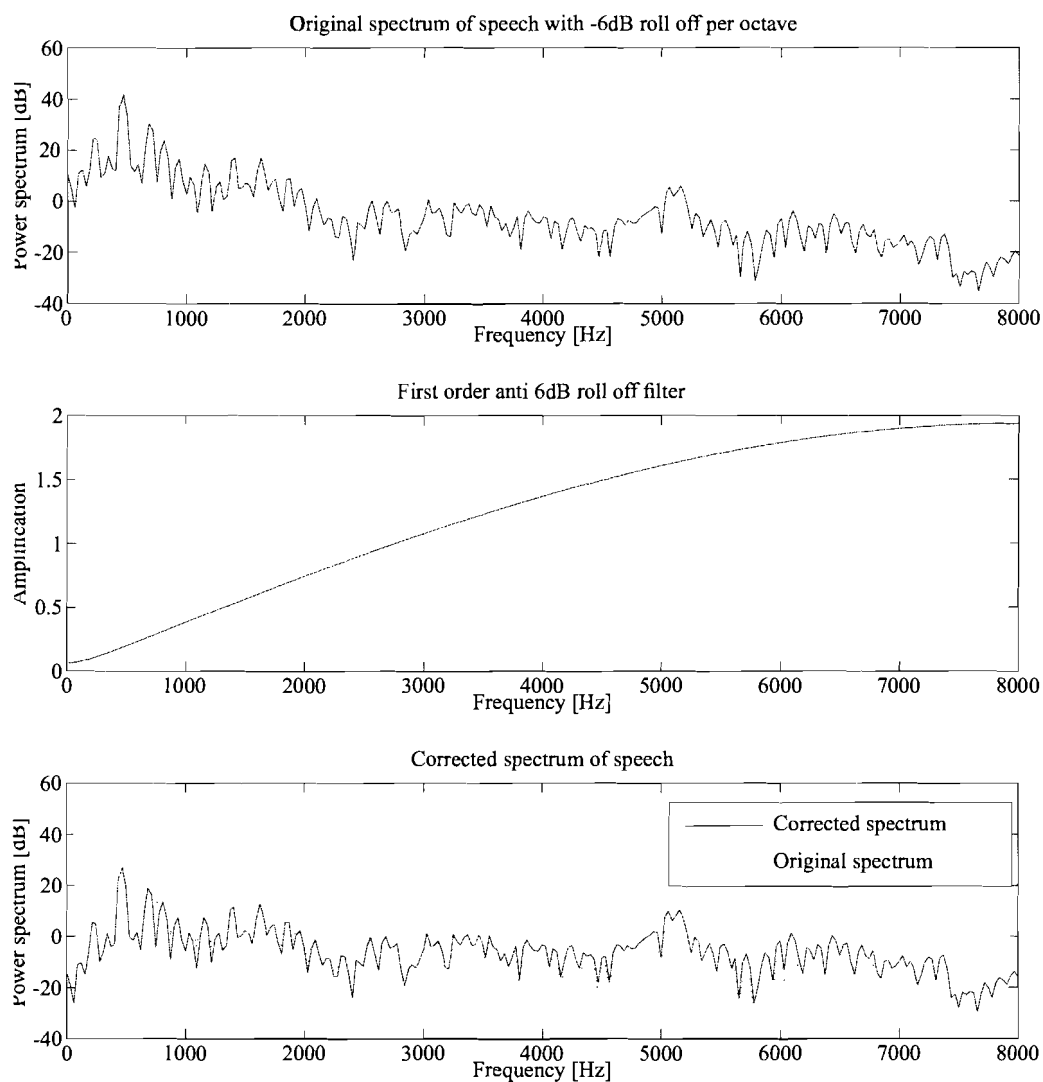 Original spectrum of speech with -6dB roll off per octave
Power spectrum [dB]
60
40
20
0
-20
-40
0 1000 2000 3000 4000 5000 6000 7000 8000
Frequency [Hz]
First order anti 6dB roll off filter
Amplification
2
1.5
1
0.5
0
0 1000 2000 3000 4000 5000 6000 7000 8000
Frequency [Hz]
Corrected spectrum of speech
Power spectrum [dB]
60
40
20
0
-20
-40
Corrected spectrum
Original spectrum
0 1000 2000 3000 4000 5000 6000 7000 8000
Frequency [Hz]